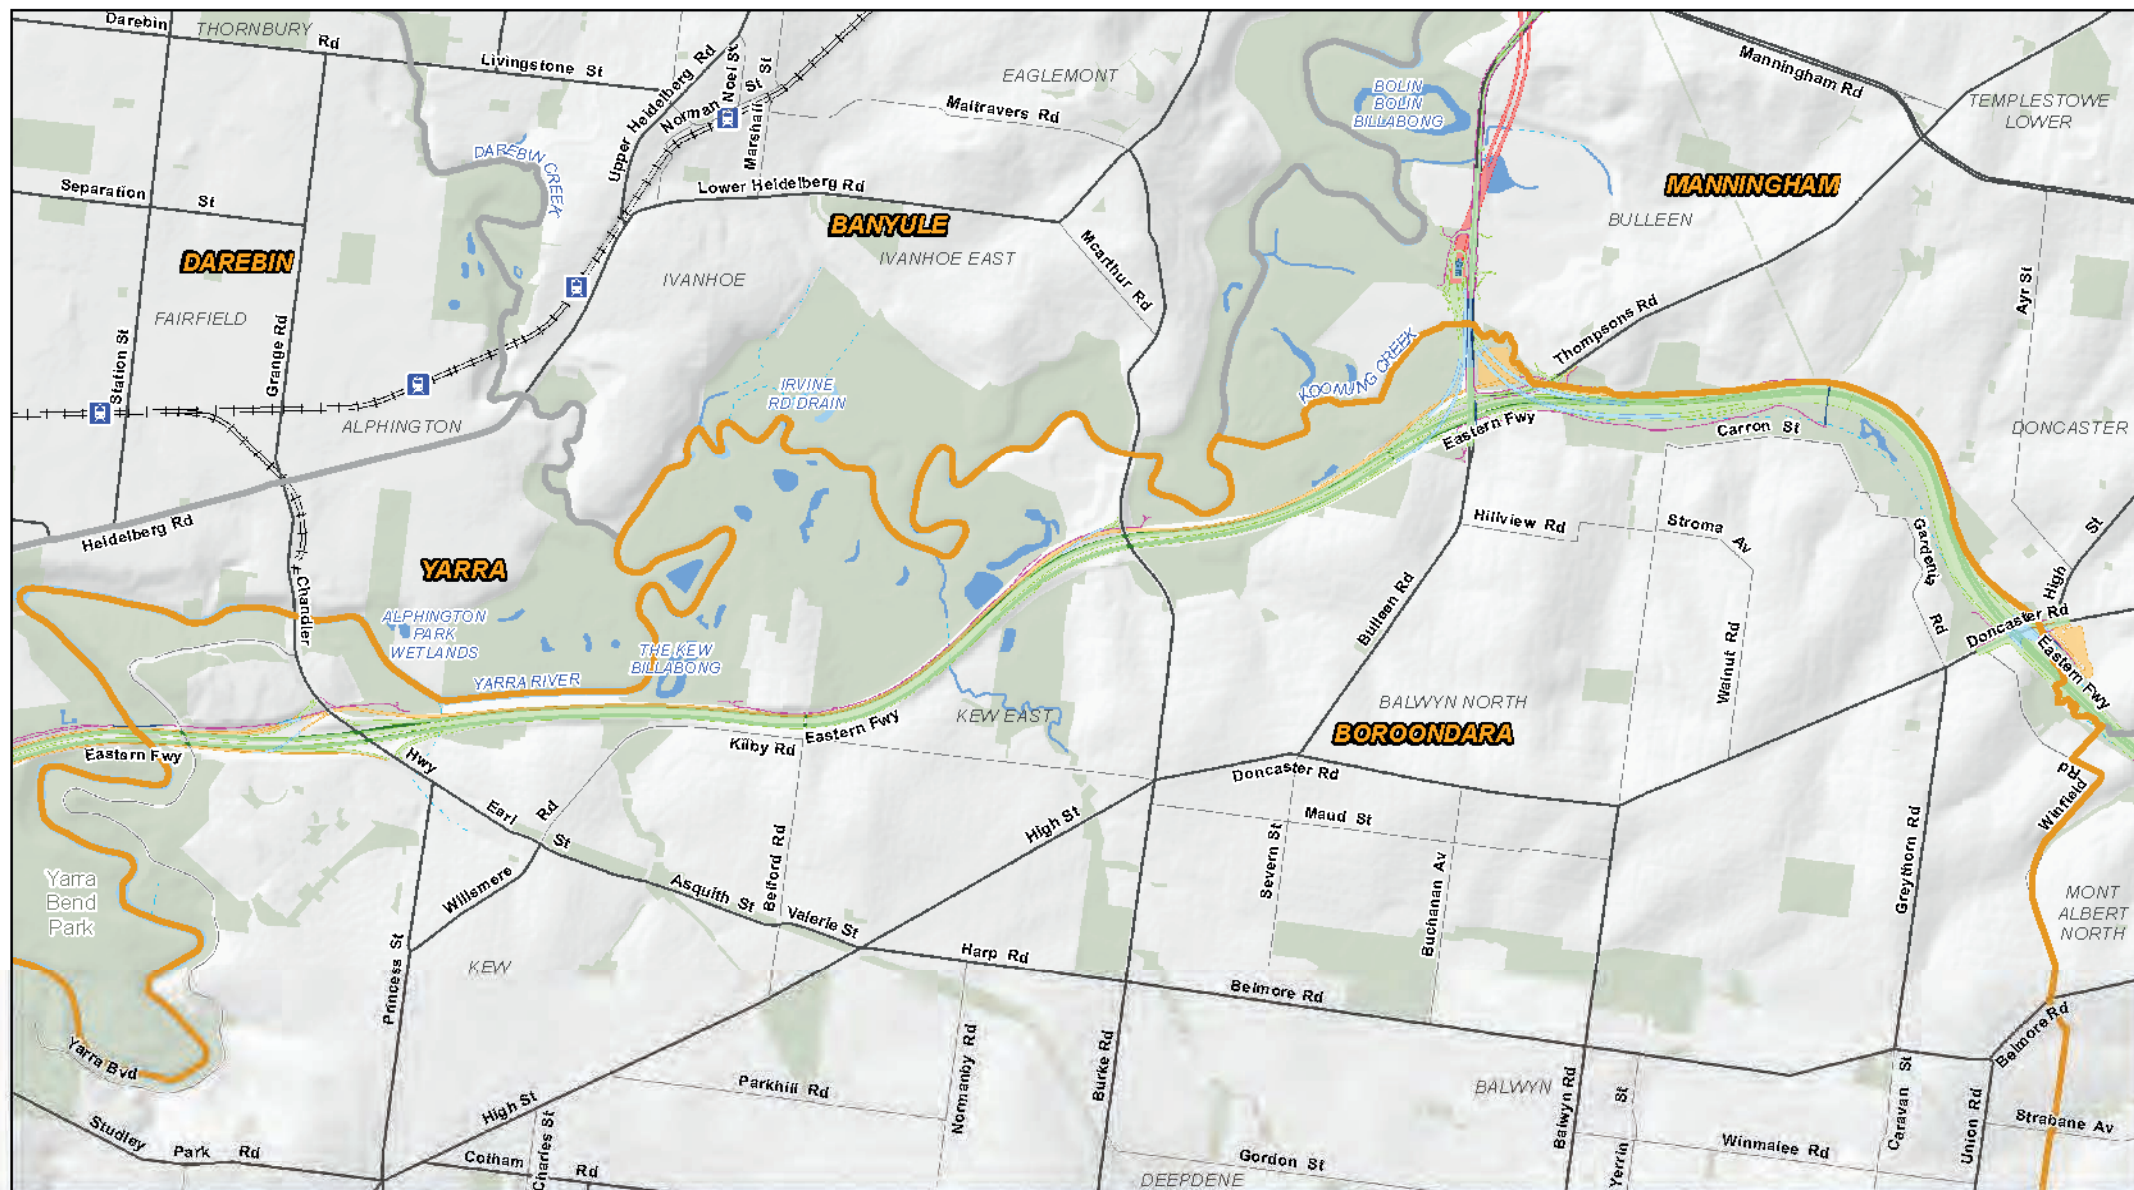 Darebin
THORNBURY
Rd
Livingstone St
Upper Heidelberg Rd
Norman St
Noel St
Marshall St
EAGLEMONT
Maltravers Rd
BOLIN
BOLIN
BILLABONG
Manningham Rd
TEMPLESTOWE
LOWER
DAREBIN CREEK
Separation
St
Lower Heidelberg Rd
MANNINGHAM
BULLEEN
BANYULE
DAREBIN
IVANHOE
IVANHOE EAST
Mcarthur Rd
Ayr St
FAIRFIELD
Station St
Grange Rd
Thompsons Rd
KOONUNG CREEK
IRVINE
RD DRAIN
ALPHINGTON
Eastern Fwy
Carron St
DONCASTER
Heidelberg Rd
Hillview Rd
Stroma
Av
Gardenia
Rd
High
St
YARRA
Chandler
Hwy
ALPHINGTON
PARK
WETLANDS
Bulleen Rd
Walnut Rd
Doncaster Rd
Eastern Fwy
THE KEW
BILLABONG
YARRA RIVER
KEW EAST
BALWYN NORTH
BOROONDARA
Eastern Fwy
Kilby Rd
Eastern Fwy
Doncaster Rd
Winfield
Rd
Earl
St
Rd
Willsmere
Belford Rd
High St
Maud St
Severn St
Buchanan Av
Greythorn Rd
Yarra
Bend
Park
Asquith St
Valerie St
Harp Rd
MONT
ALBERT
NORTH
Princess St
KEW
Belmore Rd
Belmore Rd
Yarra Bvd
Parkhill Rd
Normanby Rd
Burke Rd
BALWYN
Balwyn Rd
Yerrin
St
Caravan St
Union Rd
Strabane Av
High St
Charles St
Studley
Park
Rd
Cotham
Rd
Gordon St
Winmalee Rd
DEEPDENE